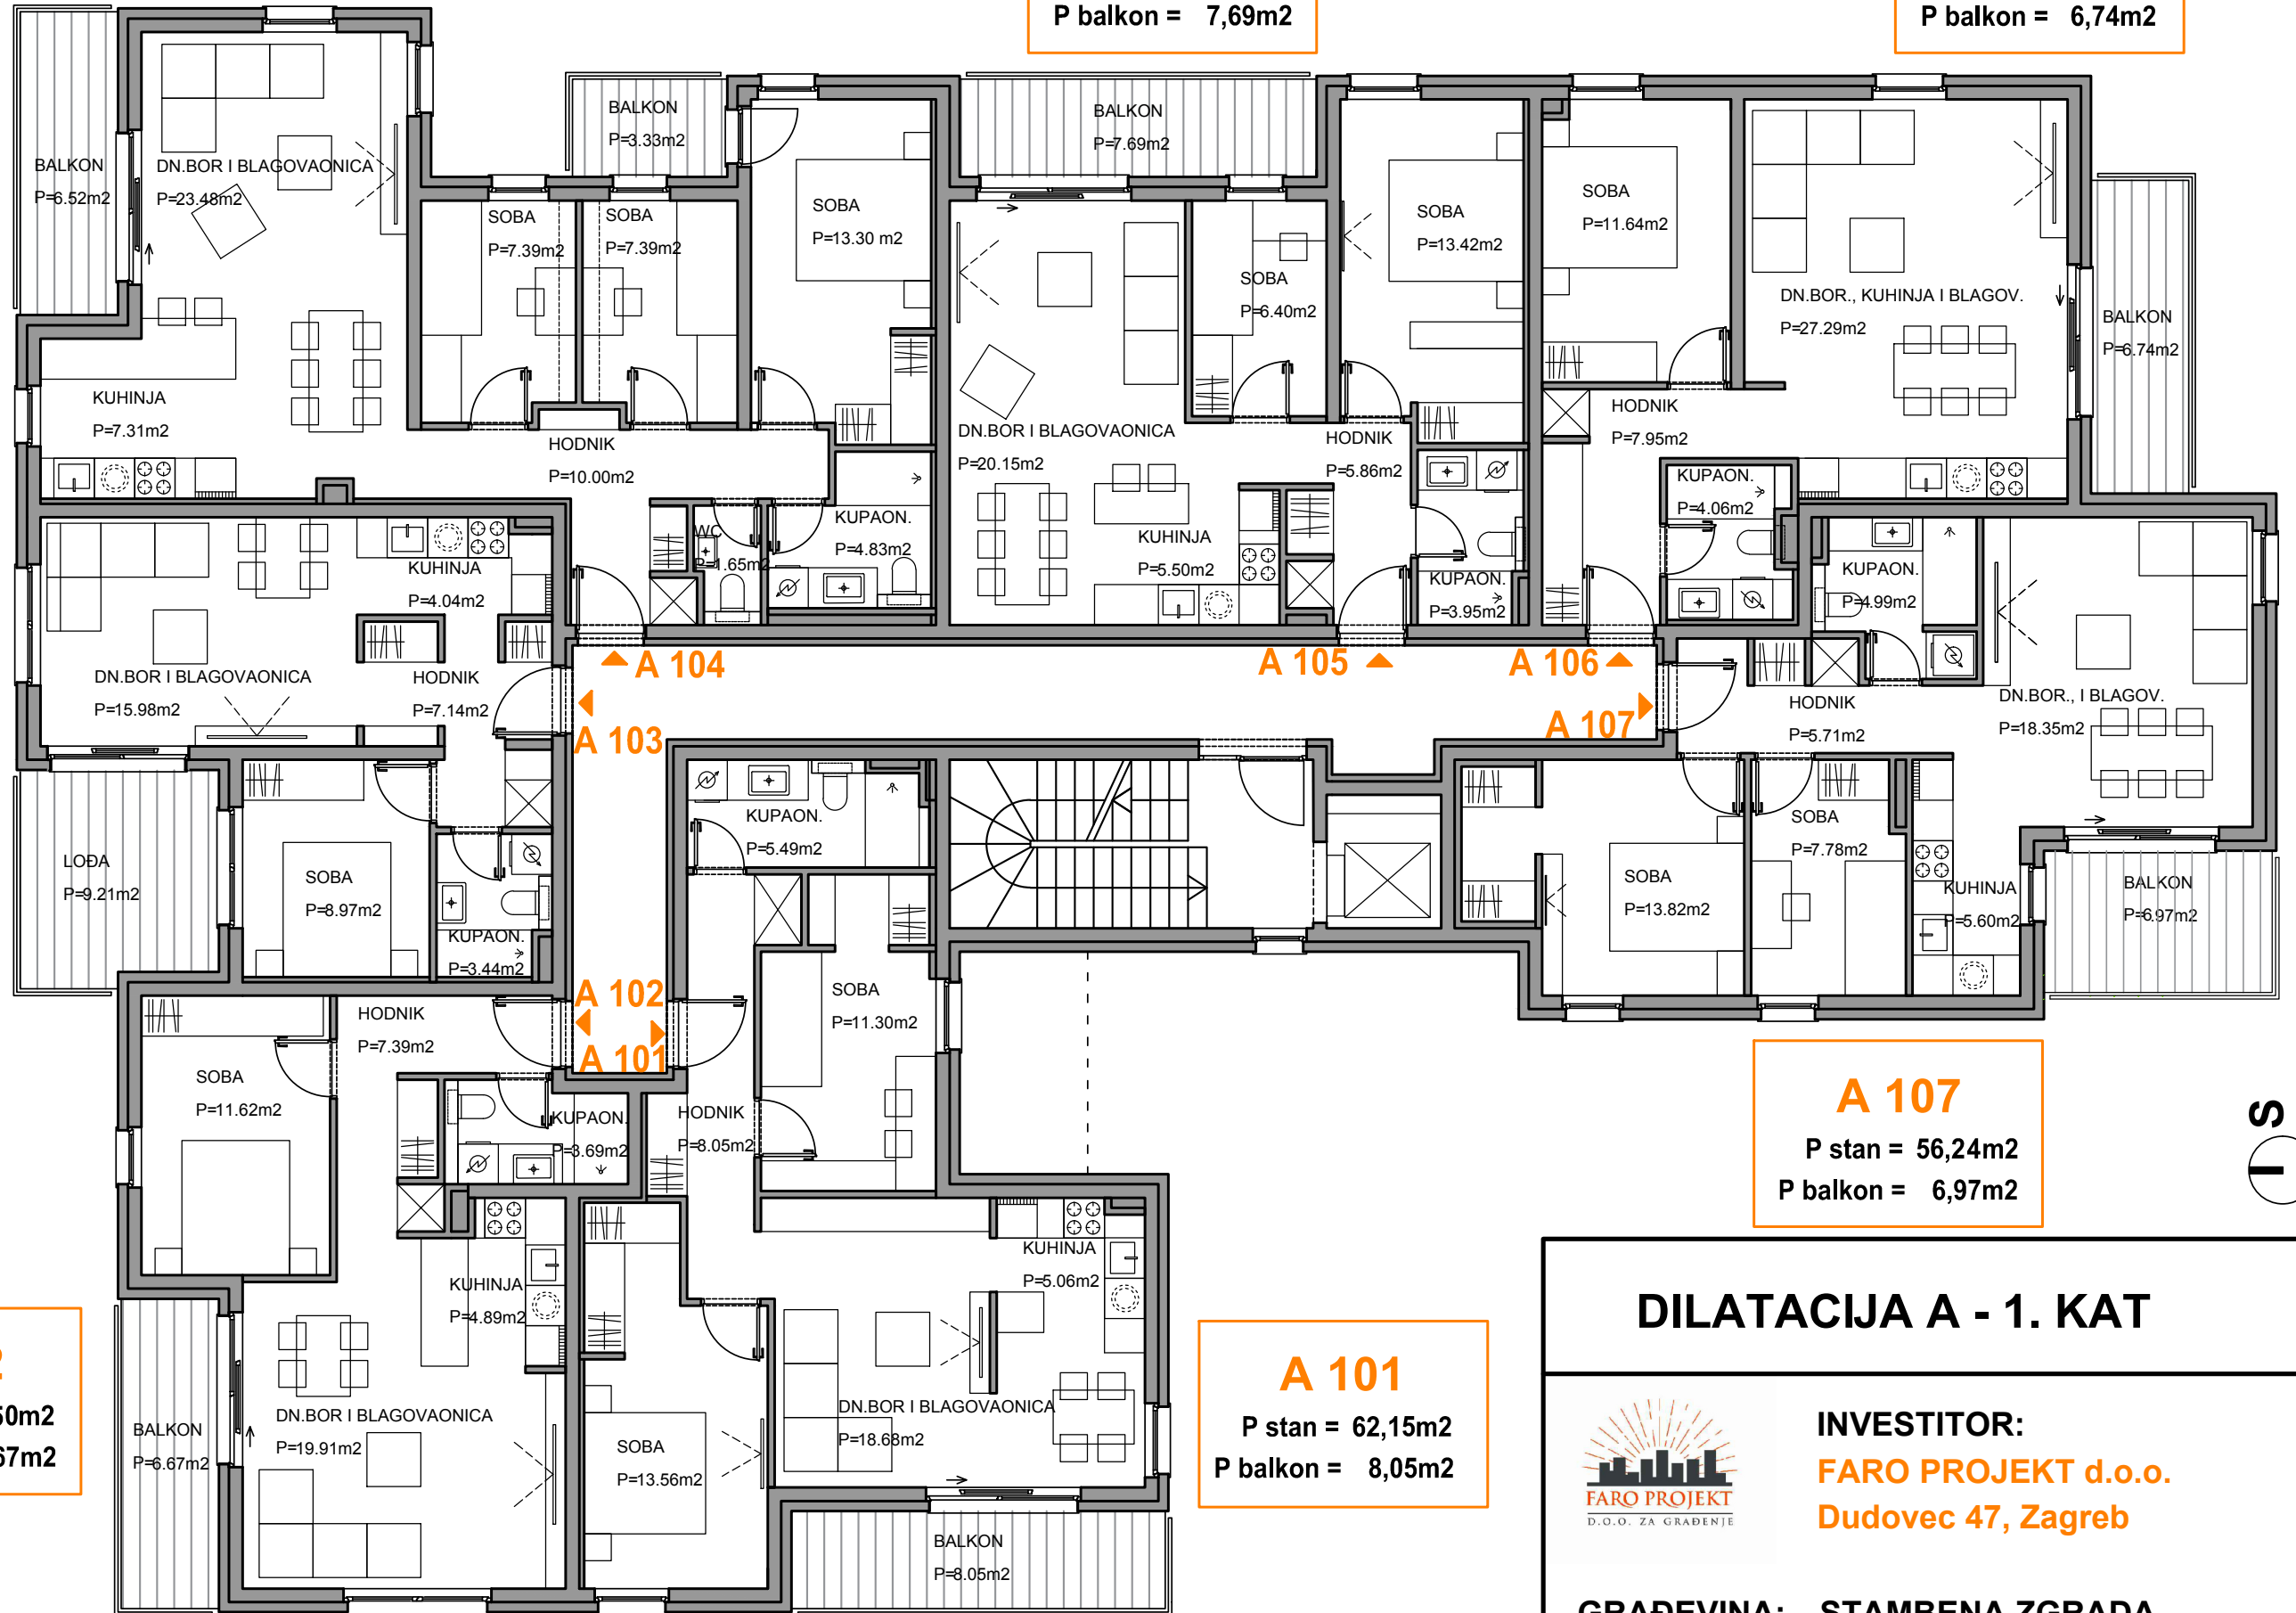 P balkon = 7,69m2
P balkon = 6,74m2
BALKON
P=6.52m2
DN.BOR I BLAGOVAONICA
P=23.48m2
KUHINJA
P=7.31m2
SOBA
P=7.39m2
SOBA
P=7.39m2
BALKON
P=3.33m2
SOBA
P=13.30 m2
HODNIK
P=10.00m2
WC
P=1.65m2
KUPAON.
P=4.83m2
BALKON
P=7.69m2
DN.BOR I BLAGOVAONICA
P=20.15m2
SOBA
P=6.40m2
SOBA
P=13.42m2
HODNIK
P=5.86m2
KUHINJA
P=5.50m2
KUPAON.
P=3.95m2
SOBA
P=11.64m2
DN.BOR., KUHINJA I BLAGOV.
P=27.29m2
BALKON
P=6.74m2
HODNIK
P=7.95m2
KUPAON.
P=4.06m2
KUPAON.
P=4.99m2
DN.BOR., I BLAGOV.
P=18.35m2
HODNIK
P=5.71m2
SOBA
P=13.82m2
SOBA
P=7.78m2
KUHINJA
P=5.60m2
BALKON
P=6.97m2
KUHINJA
P=4.04m2
DN.BOR I BLAGOVAONICA
P=15.98m2
HODNIK
P=7.14m2
LOĐA
P=9.21m2
SOBA
P=8.97m2
KUPAON.
P=3.44m2
A 104
A 103
A 105
A 106
A 107
A 102
A 101
KUPAON.
P=5.49m2
SOBA
P=11.30m2
HODNIK
P=8.05m2
HODNIK
P=7.39m2
SOBA
P=11.62m2
KUPAON.
P=3.69m2
KUHINJA
P=4.89m2
DN.BOR I BLAGOVAONICA
P=19.91m2
BALKON
P=6.67m2
SOBA
P=13.56m2
KUHINJA
P=5.06m2
DN.BOR I BLAGOVAONICA
P=18.68m2
BALKON
P=8.05m2
A 107
P stan = 56,24m2
P balkon = 6,97m2
S
A 101
P stan = 62,15m2
P balkon = 8,05m2
DILATACIJA A - 1. KAT
FARO PROJEKT
D.O.O. ZA GRAĐENJE
INVESTITOR:
FARO PROJEKT d.o.o.
Dudovec 47, Zagreb
GRAĐEVINA: STAMBENA ZGRADA